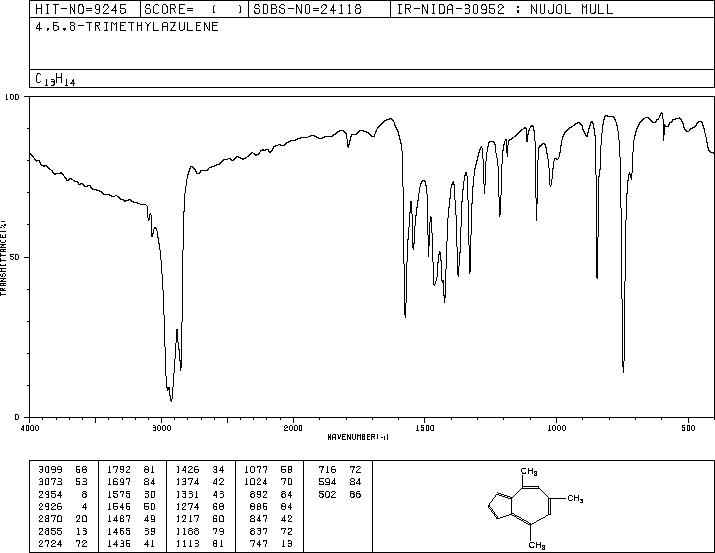 HIT-NO=9245 SCORE= ( ) SDBS-NO=24118 IR-NIDA-30952 : NUJOL MULL
4,6,8-TRIMETHYLAZULENE
C13H14
100
50
0
TRANSMITTANCE(%)
4000 3000 2000 1500 1000 500
WAVENUMBER(-1)
3099 66 1792 81 1426 34 1077 58 716 72
3073 53 1697 84 1374 42 1024 70 594 84
2954 8 1575 30 1331 43 892 84 502 86
2926 4 1546 50 1274 68 886 84
2870 20 1487 49 1217 60 847 42
2855 13 1465 39 1188 79 837 72
2724 72 1436 41 1113 81 747 13
CH3
CH3
CH3